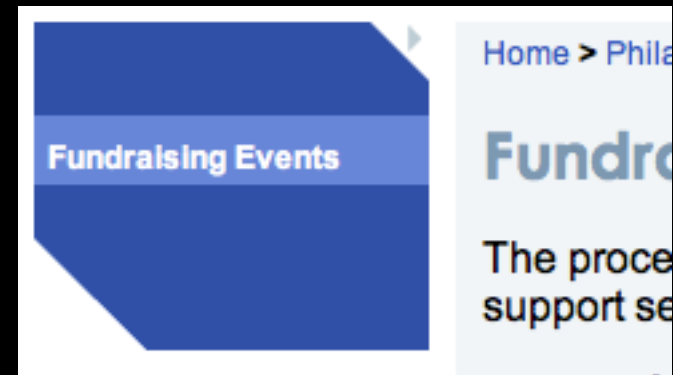 Fundraising Events
Home > Phila
Fundra
The proce
support se